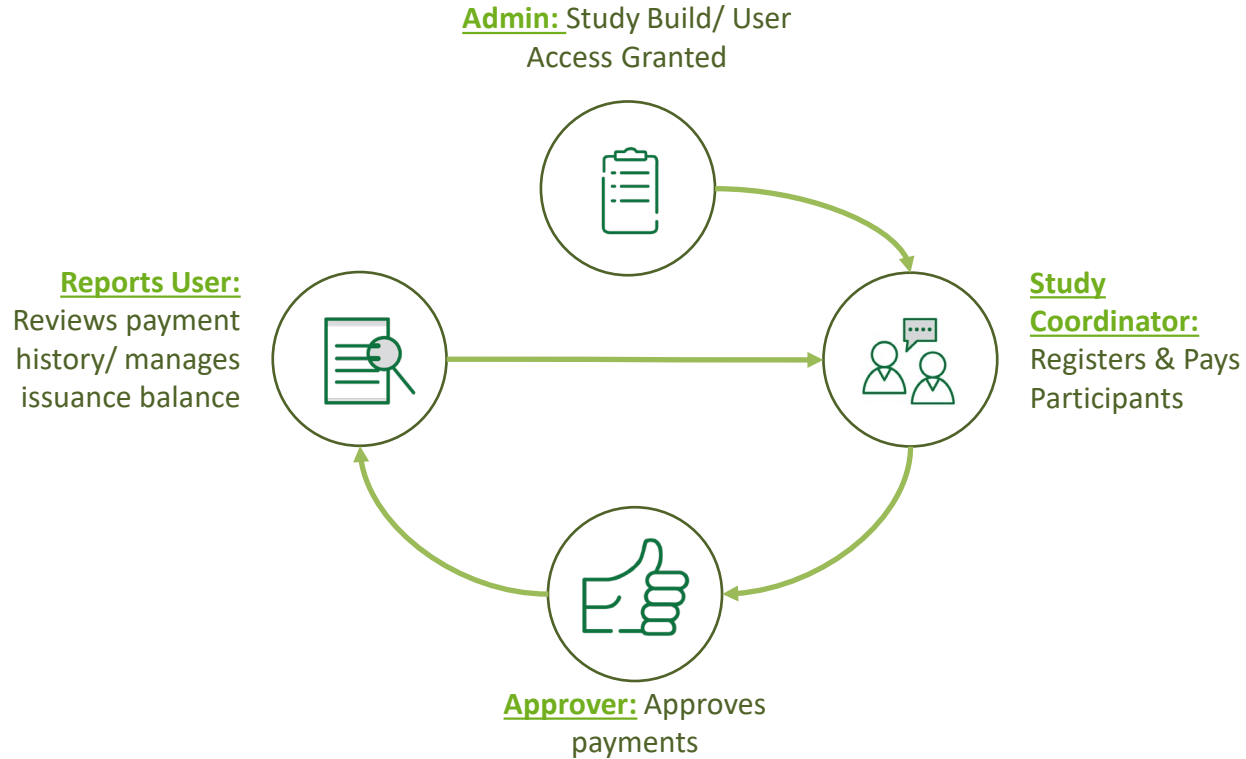 Admin: Study Build/ User
Access Granted
Reports User:
Reviews payment
history/ manages
issuance balance
Study
Coordinator:
Registers & Pays
Participants
Approver: Approves
payments